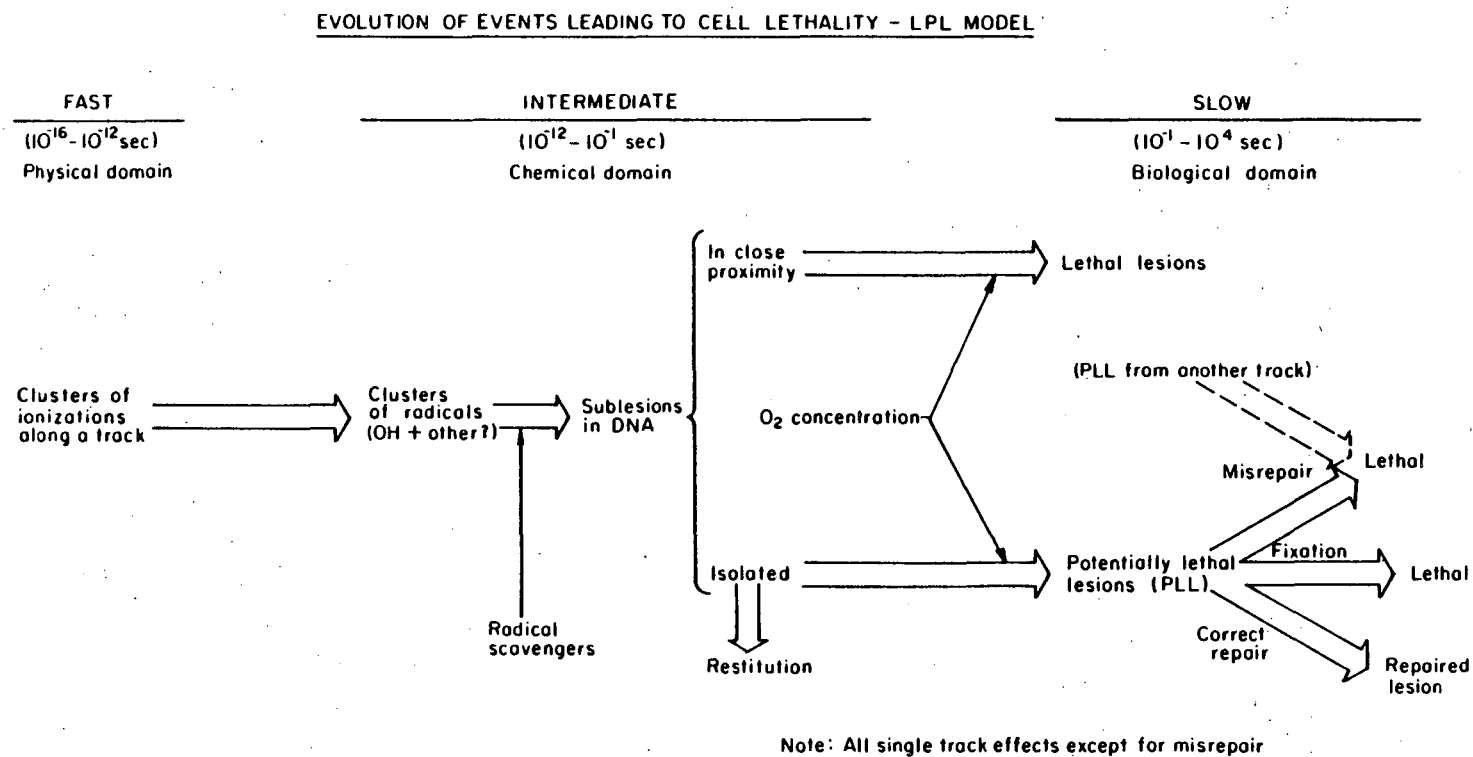 EVOLUTION OF EVENTS LEADING TO CELL LETHALITY - LPL MODEL
FAST
(10⁻¹⁶ - 10⁻¹² sec)
Physical domain
INTERMEDIATE
(10⁻¹² - 10⁻¹ sec)
Chemical domain
SLOW
(10⁻¹ - 10⁴ sec)
Biological domain
Clusters of
ionizations
along a track
Clusters
of radicals
(OH + other?)
Radical
scavengers
Sublesions
in DNA
In close
proximity
Lethal lesions
O₂ concentration
Isolated
Restitution
(PLL from another track)
Potentially lethal
lesions (PLL)
Misrepair
Lethal
Fixation
Lethal
Correct
repair
Repaired
lesion
Note: All single track effects except for misrepair